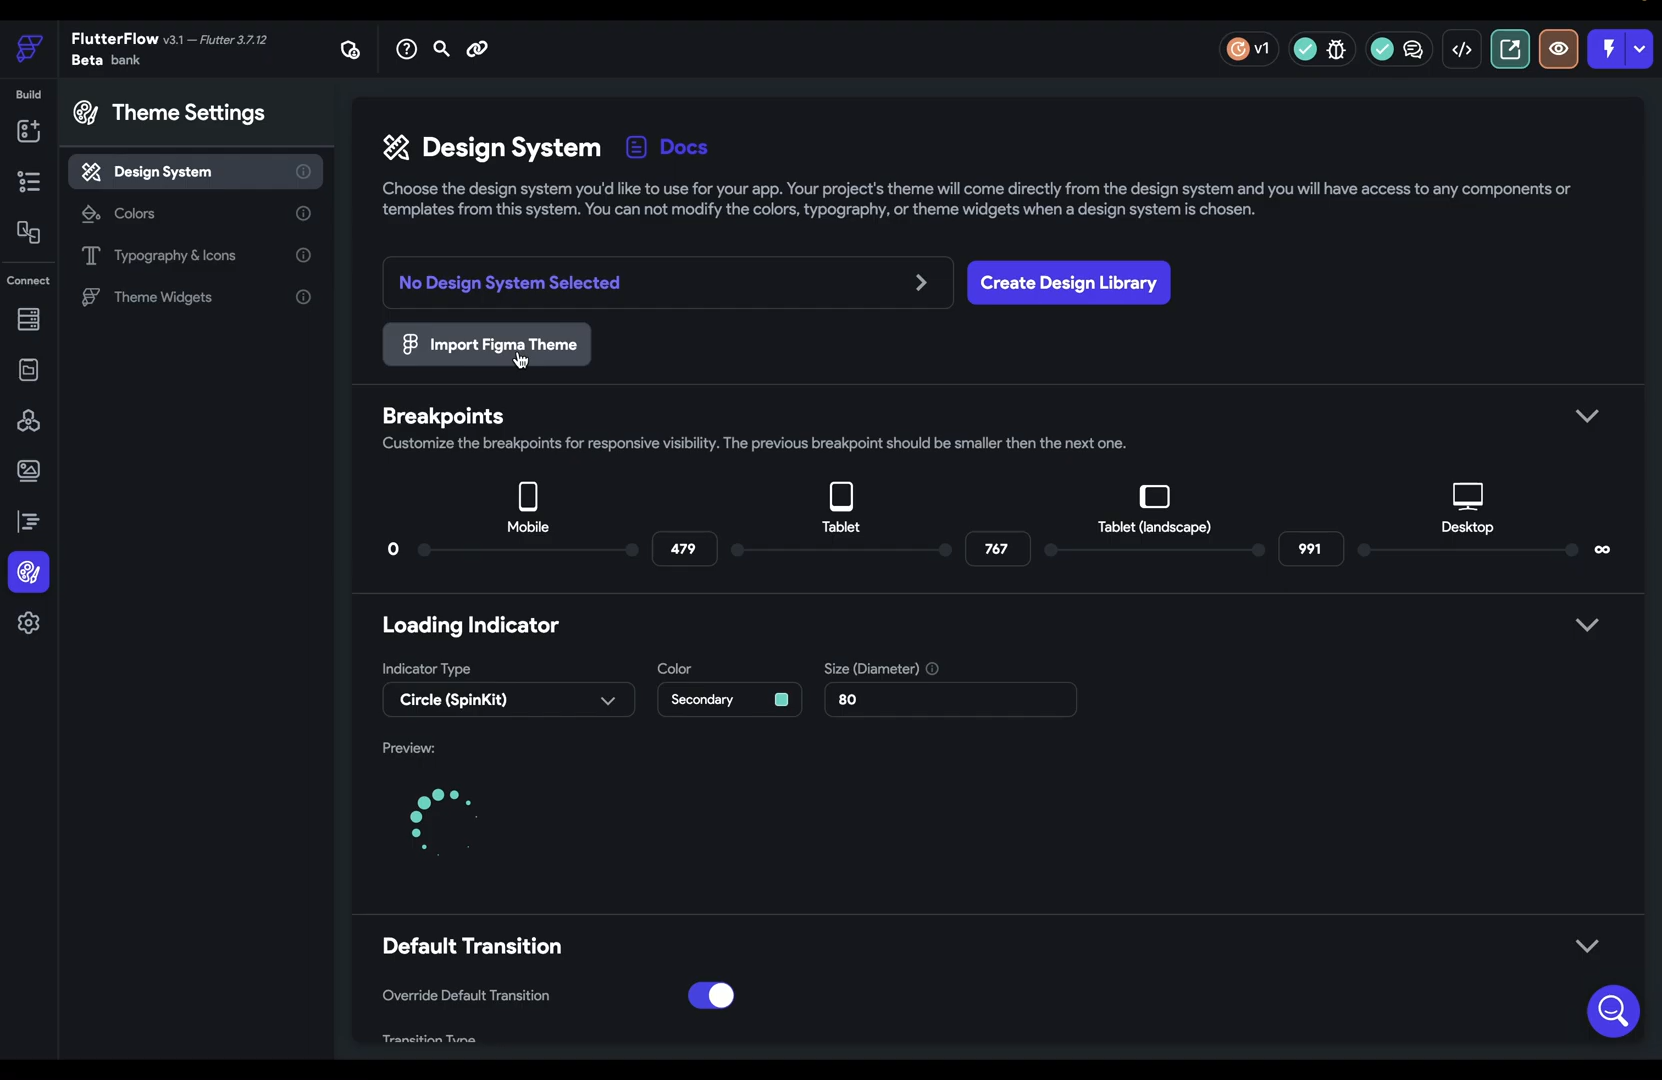 FlutterFlow v3.1 — Flutter 3.7.12
Beta bank
v1
Build
Connect
Theme Settings
Design System
Colors
Typography & Icons
Theme Widgets
Design System Docs
Choose the design system you'd like to use for your app. Your project's theme will come directly from the design system and you will have access to any components or
templates from this system. You can not modify the colors, typography, or theme widgets when a design system is chosen.
No Design System Selected
Create Design Library
Import Figma Theme
Breakpoints
Customize the breakpoints for responsive visibility. The previous breakpoint should be smaller then the next one.
Mobile Tablet Tablet (landscape) Desktop
0 479 767 991 ∞
Loading Indicator
Indicator Type Color Size (Diameter)
Circle (SpinKit) Secondary 80
Preview:
Default Transition
Override Default Transition
Transition Type